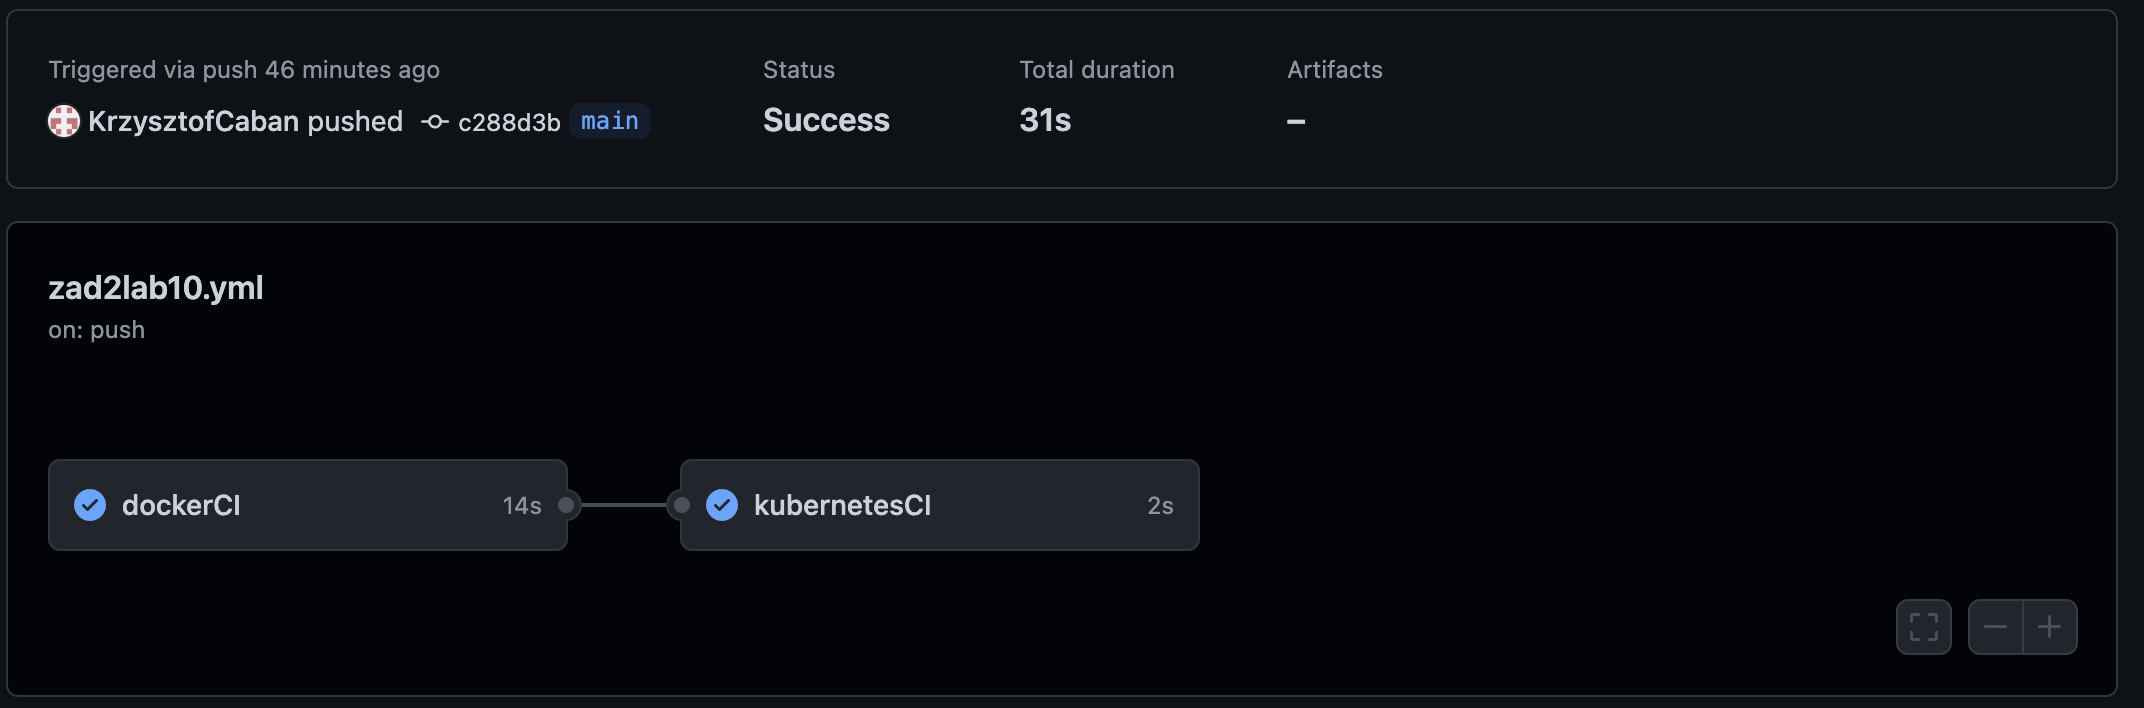 Triggered via push 46 minutes ago
KrzysztofCaban pushed c288d3b main
Status
Success
Total duration
31s
Artifacts
–
zad2lab10.yml
on: push
dockerCI 14s
kubernetesCI 2s